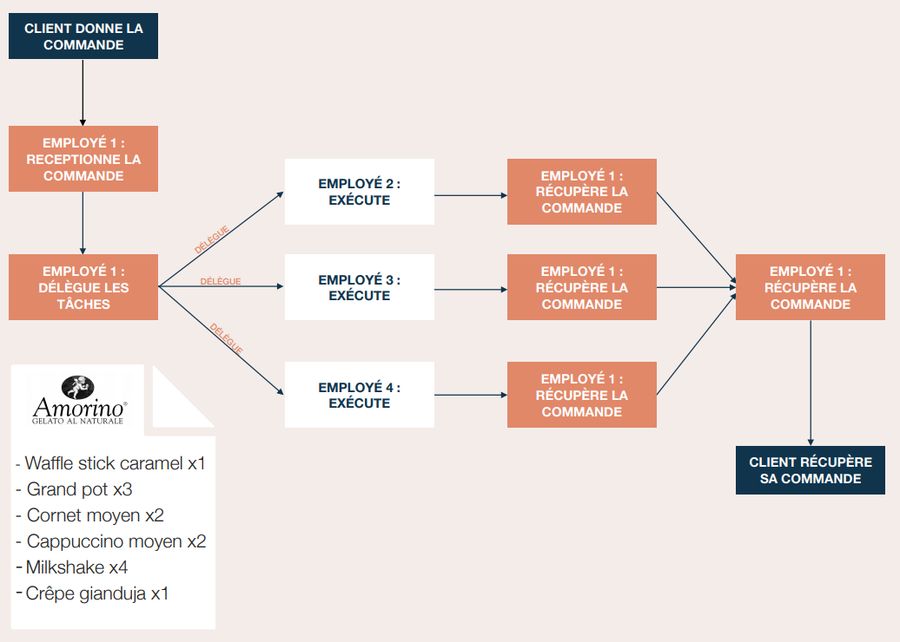 CLIENT DONNE LA
COMMANDE
EMPLOYÉ 1 :
RECEPTIONNE LA
COMMANDE
EMPLOYÉ 1 :
DÉLÈGUE LES
TÂCHES
DÉLÈGUE
DÉLÈGUE
DÉLÈGUE
EMPLOYÉ 2 :
EXÉCUTE
EMPLOYÉ 3 :
EXÉCUTE
EMPLOYÉ 4 :
EXÉCUTE
EMPLOYÉ 1 :
RÉCUPÈRE LA
COMMANDE
EMPLOYÉ 1 :
RÉCUPÈRE LA
COMMANDE
EMPLOYÉ 1 :
RÉCUPÈRE LA
COMMANDE
EMPLOYÉ 1 :
RÉCUPÈRE LA
COMMANDE
CLIENT RÉCUPÈRE
SA COMMANDE
Amorino®
GELATO AL NATURALE
- Waffle stick caramel x1
- Grand pot x3
- Cornet moyen x2
- Cappuccino moyen x2
- Milkshake x4
- Crêpe gianduja x1